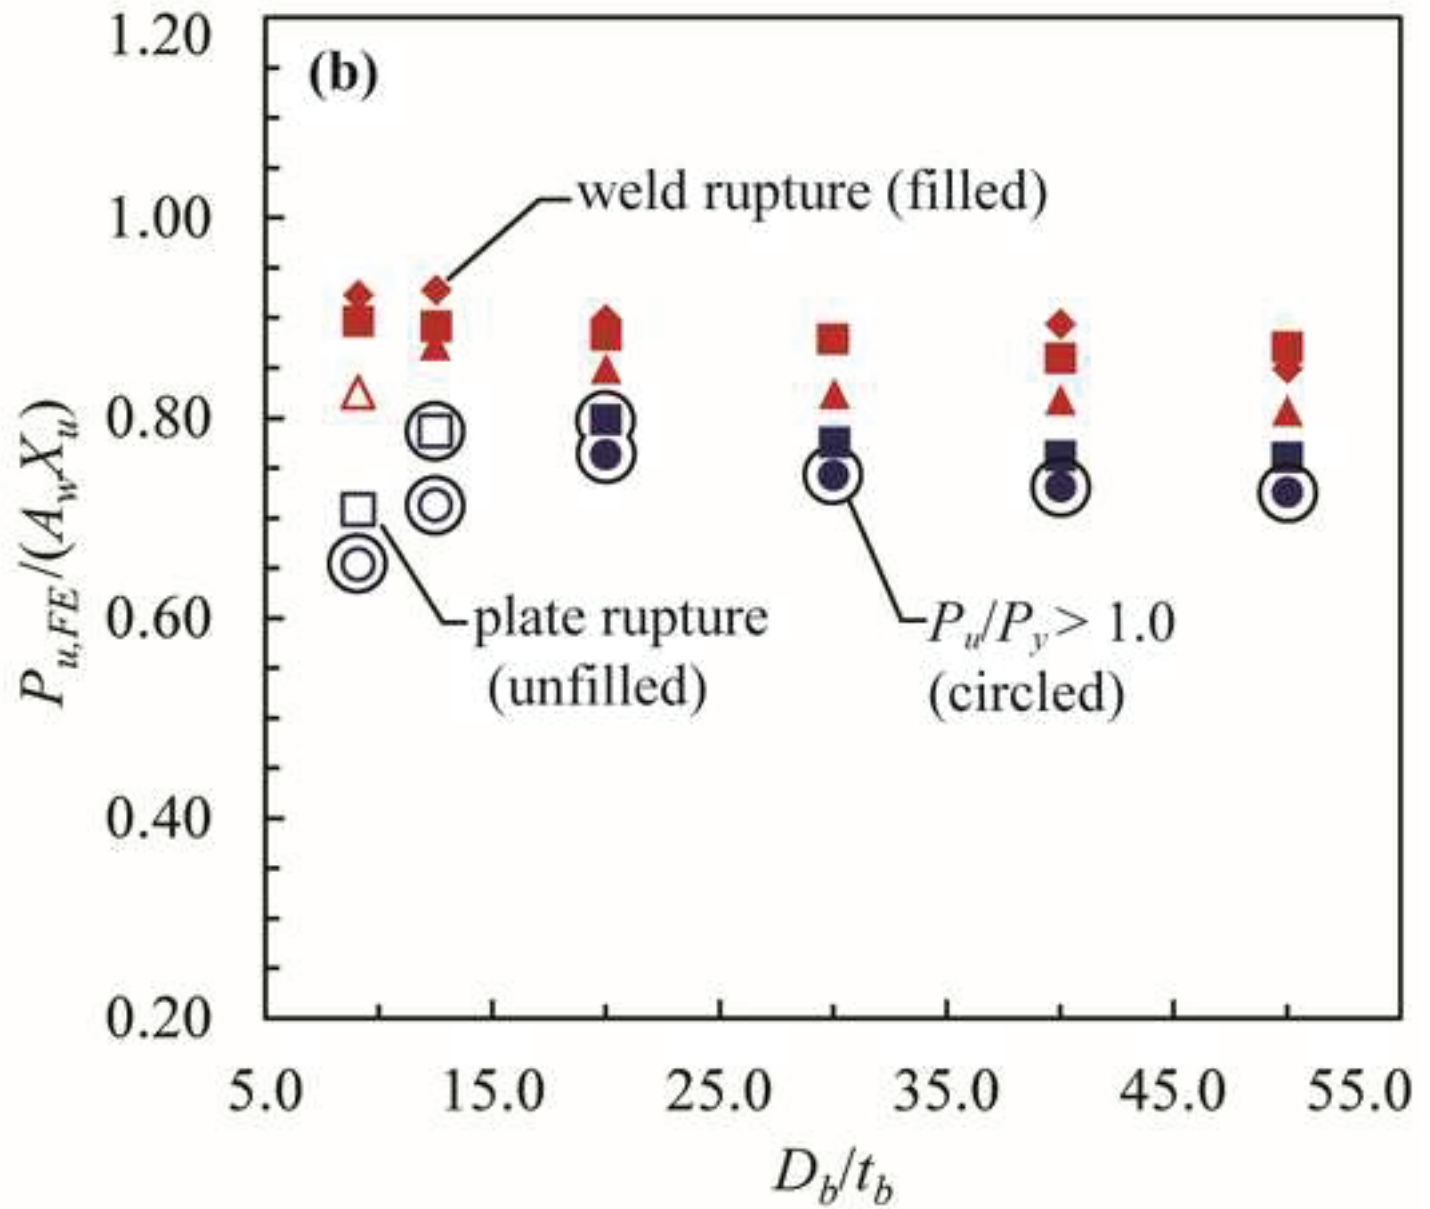 1.20
(b)
weld rupture (filled)
1.00
0.80
0.60
0.40
0.20
P_{u,FE}/(A_wX_u)
plate rupture
(unfilled)
P_u/P_y > 1.0
(circled)
5.0 15.0 25.0 35.0 45.0 55.0
D_b/t_b